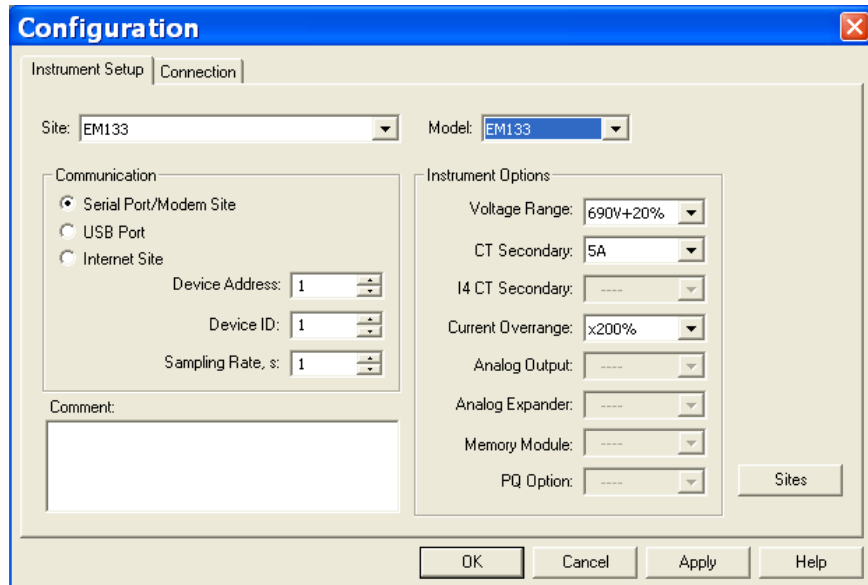 Configuration
Instrument Setup
Connection
Site: EM133
Model: EM133
Communication
Serial Port/Modem Site
USB Port
Internet Site
Device Address: 1
Device ID: 1
Sampling Rate, s: 1
Comment:
Instrument Options
Voltage Range: 690V+20%
CT Secondary: 5A
I4 CT Secondary: ----
Current Overrange: x200%
Analog Output: ----
Analog Expander: ----
Memory Module: ----
PQ Option: ----
Sites
OK
Cancel
Apply
Help